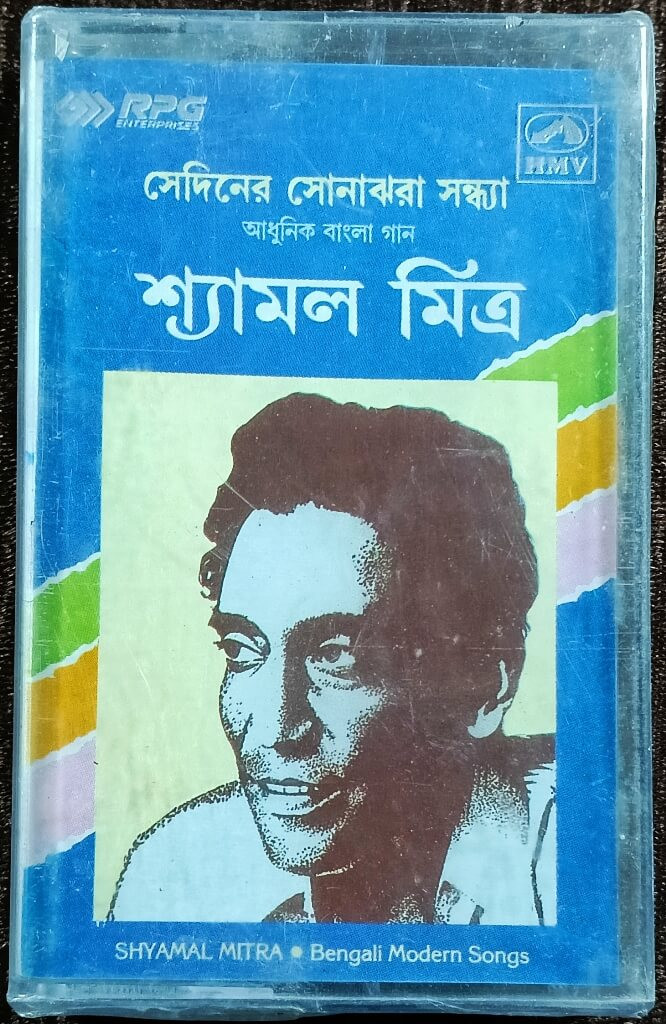 RPG
ENTERPRISES
HMV
সেদিনের সোনাঝরা সন্ধ্যা
আধুনিক বাংলা গান
শ্যামল মিত্র
SHYAMAL MITRA • Bengali Modern Songs